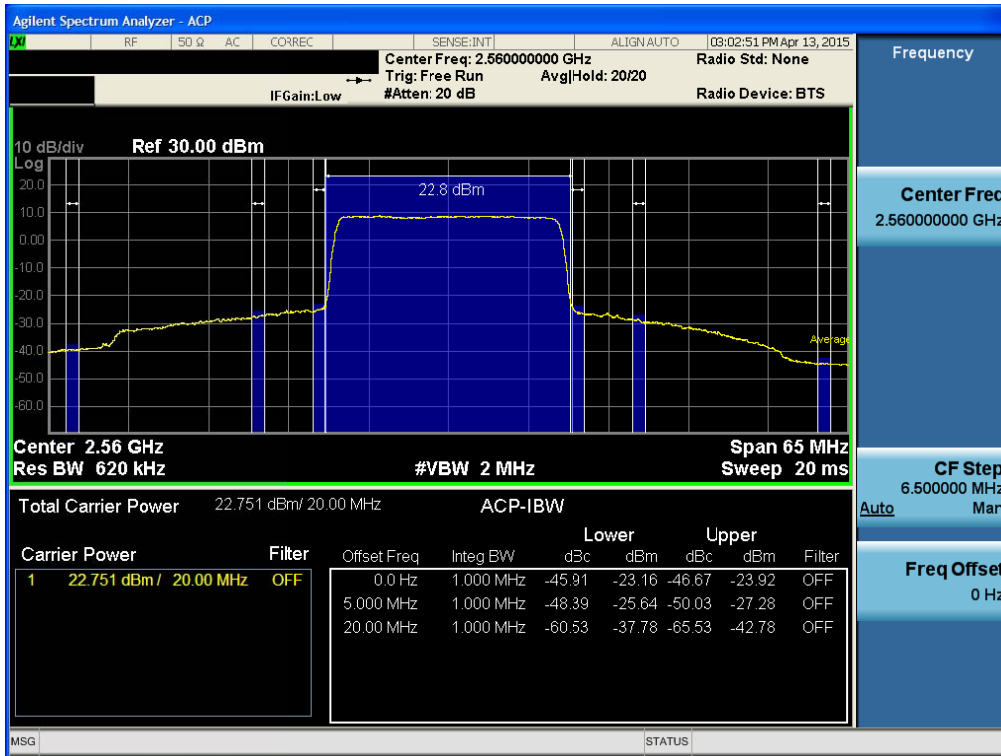 Agilent Spectrum Analyzer - ACP
LXI RF 50 Ω AC CORREC SENSE:INT ALIGN AUTO 03:02:51 PM Apr 13, 2015
Center Freq: 2.560000000 GHz Radio Std: None
Trig: Free Run Avg|Hold: 20/20
IFGain:Low #Atten: 20 dB Radio Device: BTS
10 dB/div Ref 30.00 dBm
Log
20.0
10.0
0.00
-10.0
-20.0
-30.0
-40.0
-50.0
-60.0
22.8 dBm
Average
Center 2.56 GHz Span 65 MHz
Res BW 620 kHz #VBW 2 MHz Sweep 20 ms
Total Carrier Power 22.751 dBm/ 20.00 MHz ACP-IBW
Lower Upper
Carrier Power Filter Offset Freq Integ BW dBc dBm dBc dBm Filter
1 22.751 dBm / 20.00 MHz OFF 0.0 Hz 1.000 MHz -45.91 -23.16 -46.67 -23.92 OFF
5.000 MHz 1.000 MHz -48.39 -25.64 -50.03 -27.28 OFF
20.00 MHz 1.000 MHz -60.53 -37.78 -65.53 -42.78 OFF
MSG STATUS
Frequency
Center Freq
2.560000000 GHz
CF Step
6.500000 MHz
Auto Man
Freq Offset
0 Hz